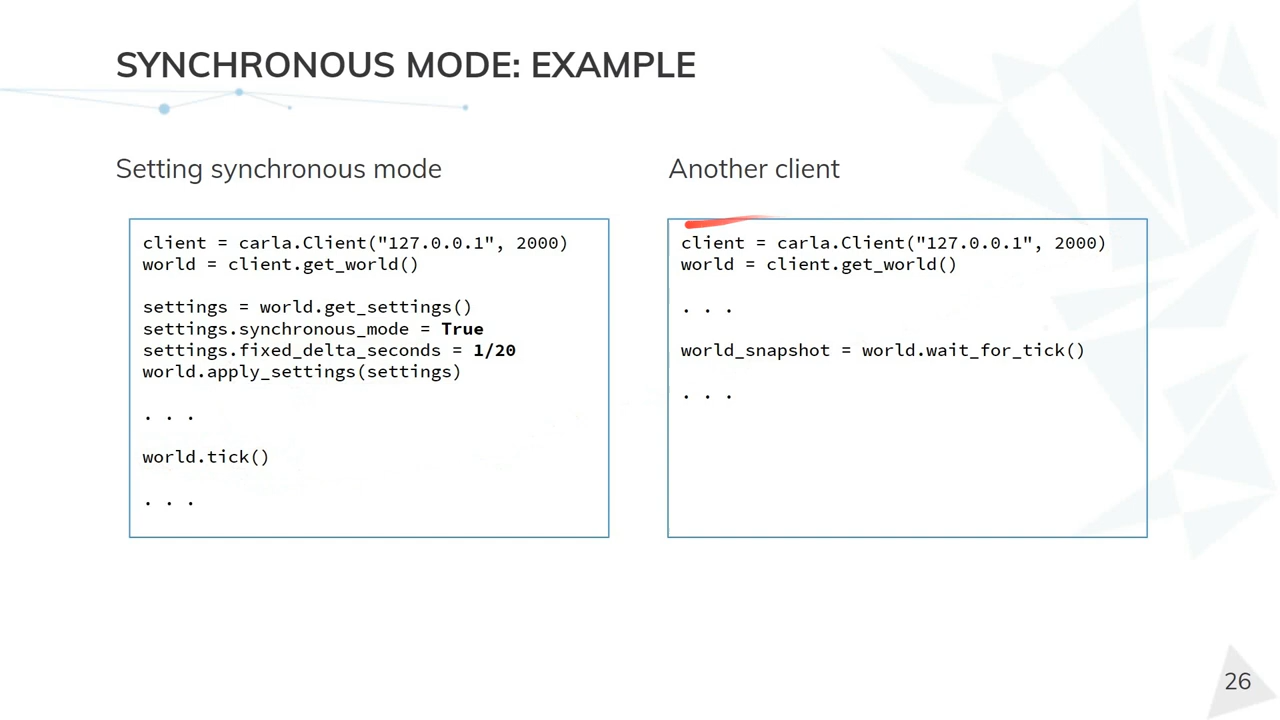 SYNCHRONOUS MODE: EXAMPLE
Setting synchronous mode
client = carla.Client("127.0.0.1", 2000)
world = client.get_world()
settings = world.get_settings()
settings.synchronous_mode = True
settings.fixed_delta_seconds = 1/20
world.apply_settings(settings)
. . .
world.tick()
. . .
Another client
client = carla.Client("127.0.0.1", 2000)
world = client.get_world()
. . .
world_snapshot = world.wait_for_tick()
. . .
26